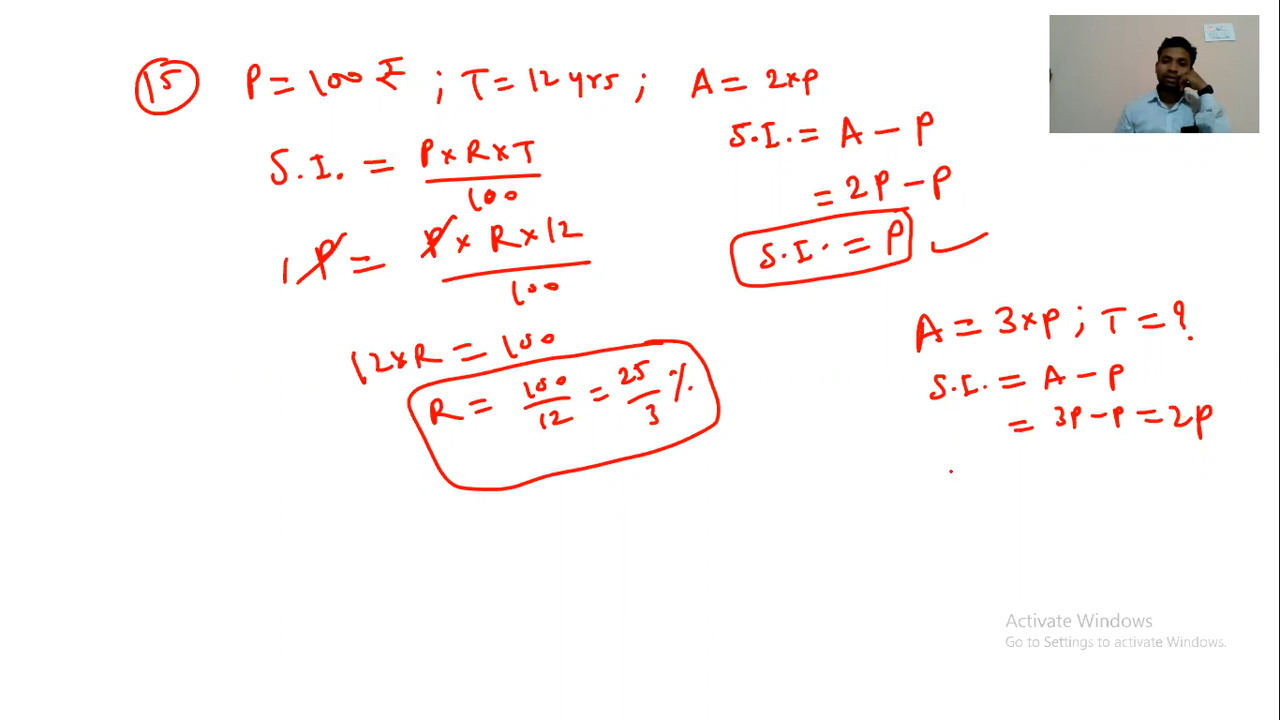 15 P = 100 ₹ ; T = 12 yrs ; A = 2×P
S.I. = P × R × T / 100
1 P = P × R × 12 / 100
12×R = 100
R = 100/12 = 25/3 %
S.I. = A − P
= 2P − P
S.I. = P
A = 3×P ; T = ?
S.I. = A − P
= 3P − P = 2P
Activate Windows
Go to Settings to activate Windows.